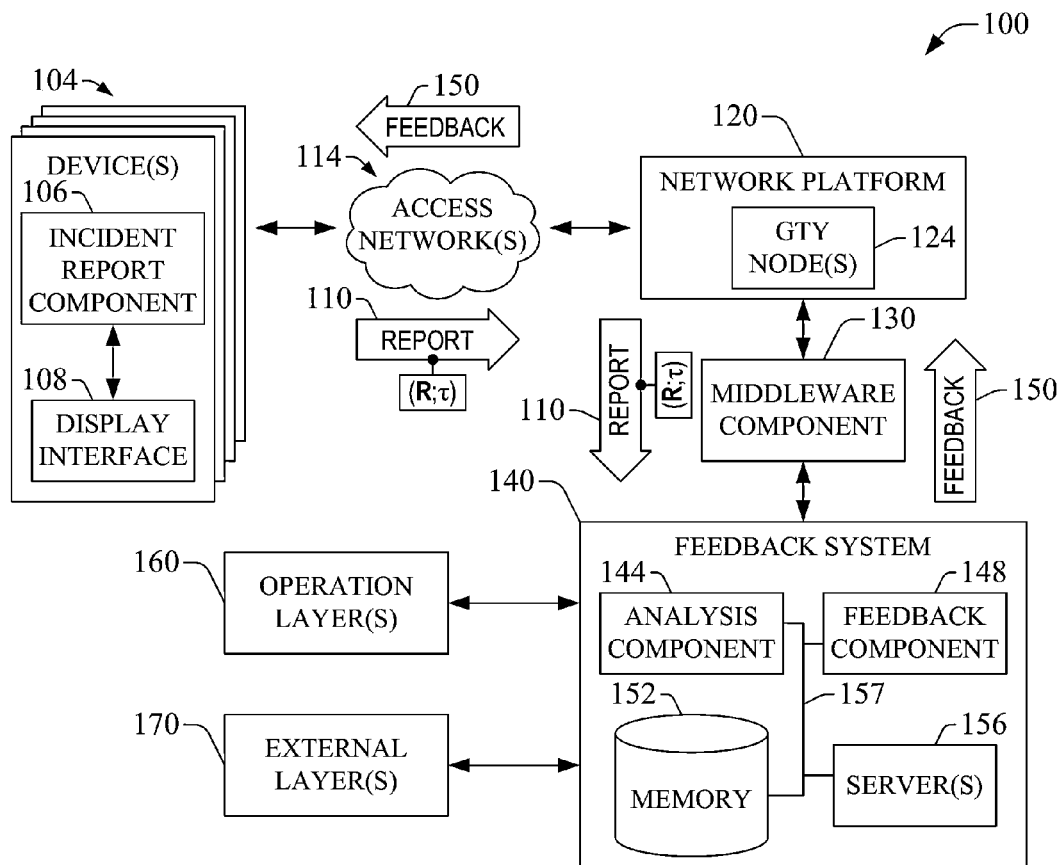 100
104
150
FEEDBACK
114
120
DEVICE(S)
106
INCIDENT
REPORT
COMPONENT
108
DISPLAY
INTERFACE
ACCESS
NETWORK(S)
110
REPORT
(R;τ)
NETWORK PLATFORM
GTY
NODE(S)
124
130
MIDDLEWARE
COMPONENT
110
REPORT
(R;τ)
FEEDBACK
150
140
FEEDBACK SYSTEM
144
ANALYSIS
COMPONENT
148
FEEDBACK
COMPONENT
152
MEMORY
157
156
SERVER(S)
160
OPERATION
LAYER(S)
170
EXTERNAL
LAYER(S)